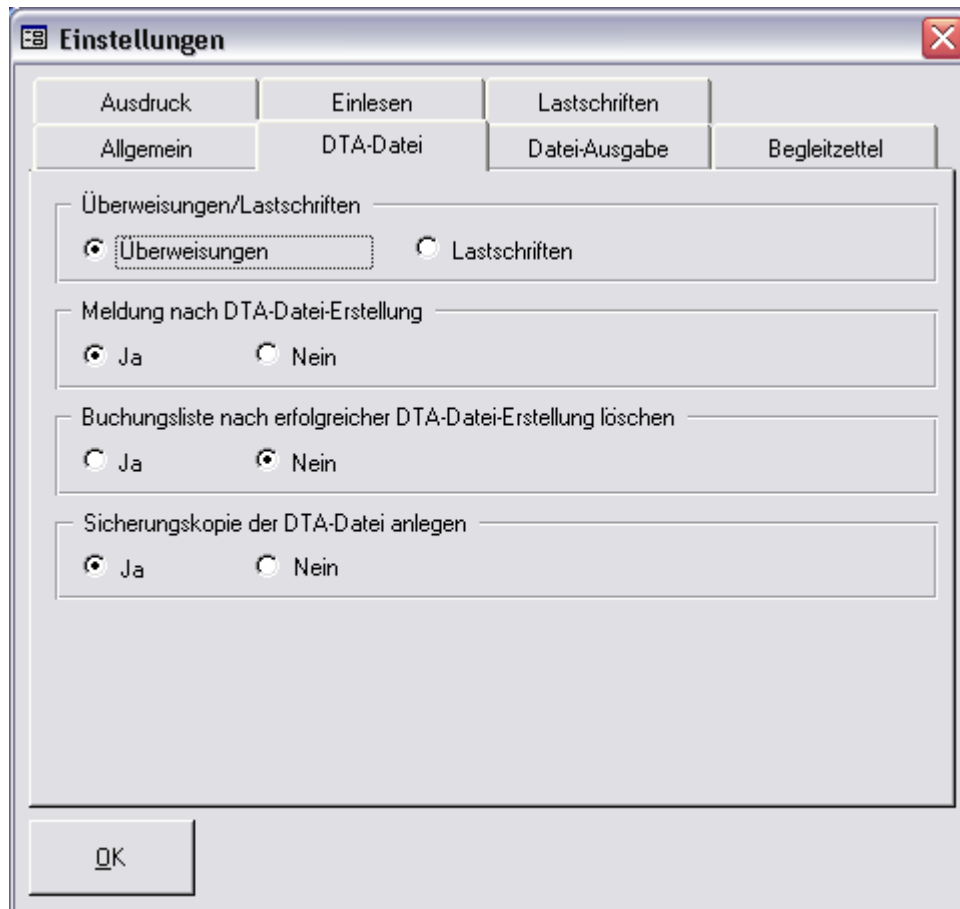 Einstellungen
Ausdruck Einlesen Lastschriften
Allgemein DTA-Datei Datei-Ausgabe Begleitzettel
Überweisungen/Lastschriften
Überweisungen Lastschriften
Meldung nach DTA-Datei-Erstellung
Ja Nein
Buchungsliste nach erfolgreicher DTA-Datei-Erstellung löschen
Ja Nein
Sicherungskopie der DTA-Datei anlegen
Ja Nein
OK